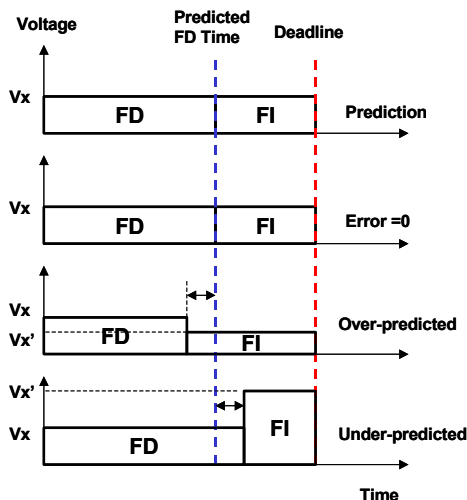 Voltage
Predicted
FD Time
Deadline
Vx
FD
FI
Prediction
Vx
FD
FI
Error =0
Vx
Vx'
FD
FI
Over-predicted
Vx'
Vx
FD
FI
Under-predicted
Time